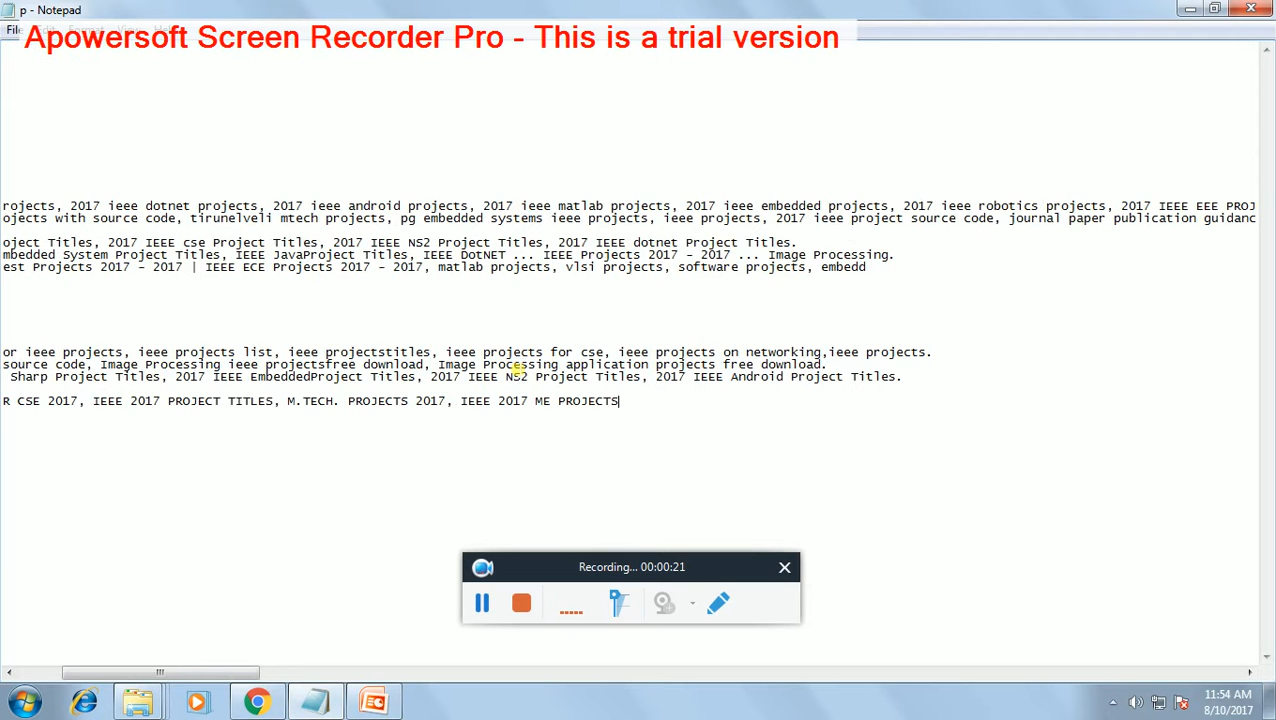 p - Notepad
File
Apowersoft Screen Recorder Pro - This is a trial version
rojects, 2017 ieee dotnet projects, 2017 ieee android projects, 2017 ieee matlab projects, 2017 ieee embedded projects, 2017 ieee robotics projects, 2017 IEEE EEE PROJ
ojects with source code, tirunelveli mtech projects, pg embedded systems ieee projects, ieee projects, 2017 ieee project source code, journal paper publication guidanc
oject Titles, 2017 IEEE cse Project Titles, 2017 IEEE NS2 Project Titles, 2017 IEEE dotnet Project Titles.
mbedded System Project Titles, IEEE JavaProject Titles, IEEE DotNET ... IEEE Projects 2017 - 2017 ... Image Processing.
est Projects 2017 - 2017 | IEEE ECE Projects 2017 - 2017, matlab projects, vlsi projects, software projects, embedd
or ieee projects, ieee projects list, ieee projectstitles, ieee projects for cse, ieee projects on networking,ieee projects.
source code, Image Processing ieee projectsfree download, Image Processing application projects free download.
Sharp Project Titles, 2017 IEEE EmbeddedProject Titles, 2017 IEEE NS2 Project Titles, 2017 IEEE Android Project Titles.
R CSE 2017, IEEE 2017 PROJECT TITLES, M.TECH. PROJECTS 2017, IEEE 2017 ME PROJECTS
Recording... 00:00:21
11:54 AM
8/10/2017